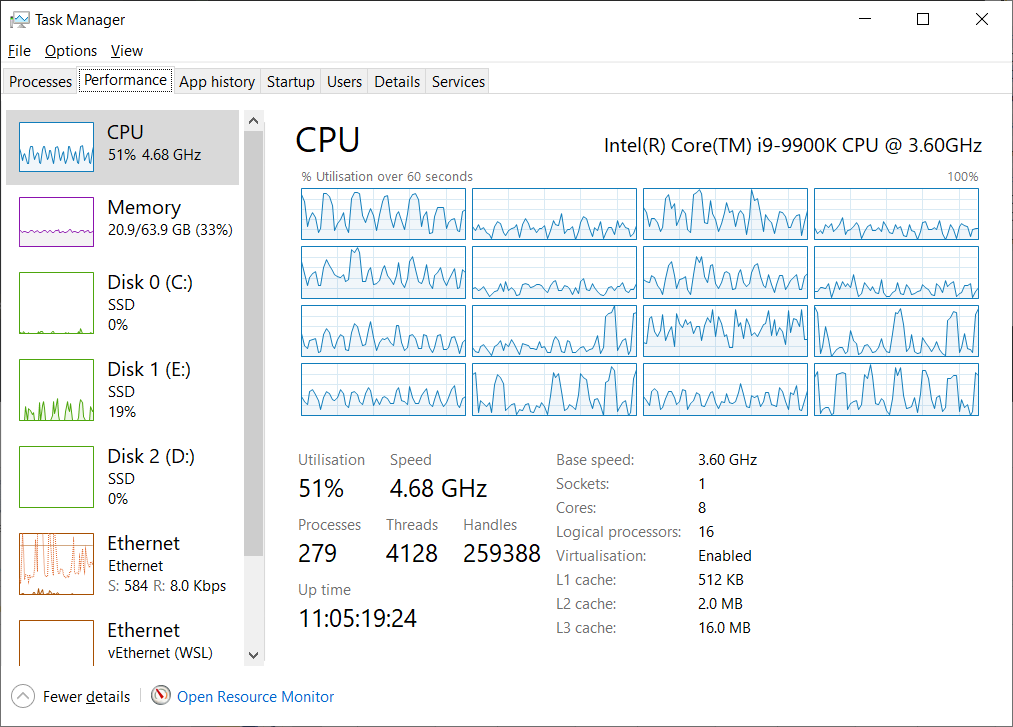 Task Manager
File Options View
Processes Performance App history Startup Users Details Services
CPU
51% 4.68 GHz
Memory
20.9/63.9 GB (33%)
Disk 0 (C:)
SSD
0%
Disk 1 (E:)
SSD
19%
Disk 2 (D:)
SSD
0%
Ethernet
Ethernet
S: 584 R: 8.0 Kbps
Ethernet
vEthernet (WSL)
CPU
Intel(R) Core(TM) i9-9900K CPU @ 3.60GHz
% Utilisation over 60 seconds 100%
Utilisation Speed
51% 4.68 GHz
Processes Threads Handles
279 4128 259388
Up time
11:05:19:24
Base speed: 3.60 GHz
Sockets: 1
Cores: 8
Logical processors: 16
Virtualisation: Enabled
L1 cache: 512 KB
L2 cache: 2.0 MB
L3 cache: 16.0 MB
Fewer details Open Resource Monitor